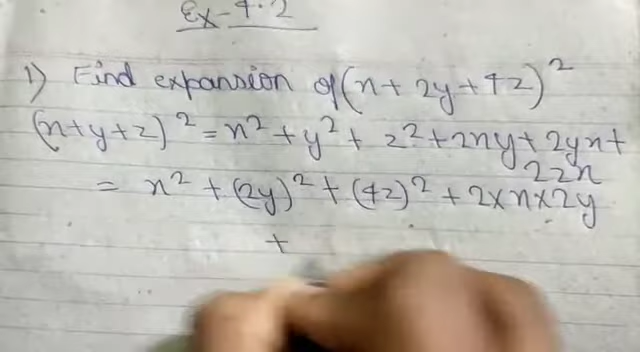 Ex-4.2
1) Find expansion of (x + 2y + 4z)²
(x+y+z)² = x² + y² + z² + 2xy + 2yx +
2zx
= x² + (2y)² + (4z)² + 2×x×2y
+